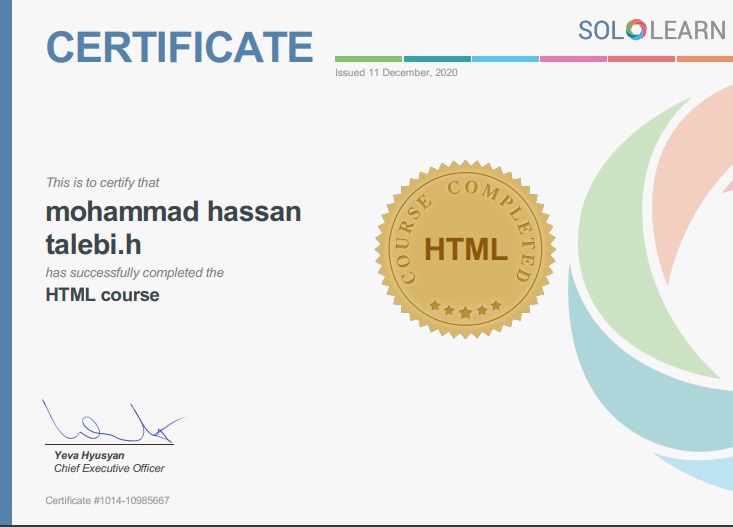 CERTIFICATE
SOLOLEARN
Issued 11 December, 2020
This is to certify that
mohammad hassan
talebi.h
has successfully completed the
HTML course
COURSE COMPLETED
HTML
Yeva Hyusyan
Chief Executive Officer
Certificate #1014-10985667